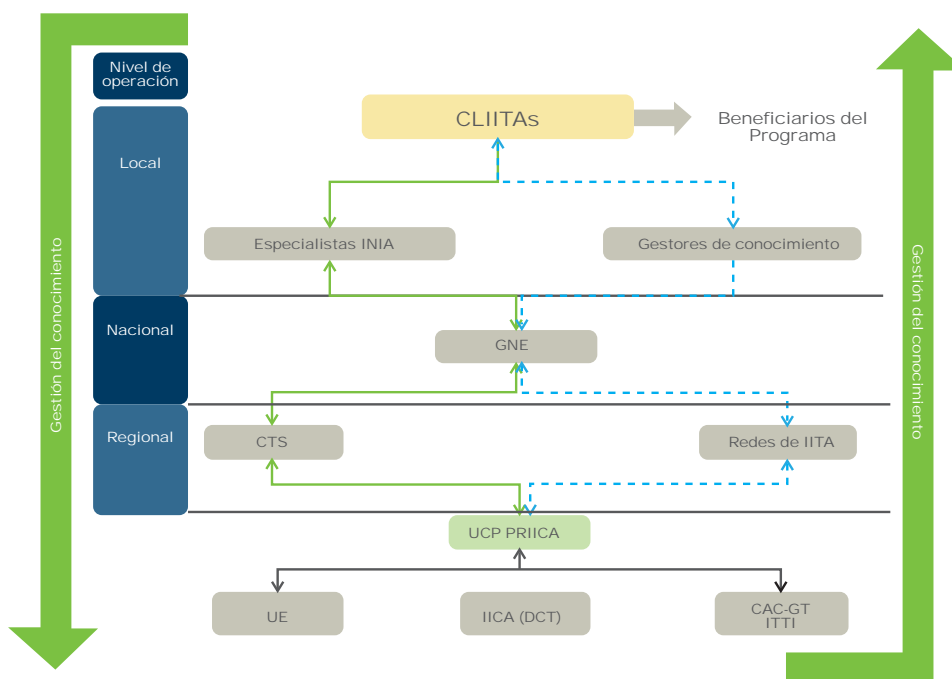 Nivel de
operación
CLIITAs
Beneficiarios del
Programa
Local
Especialistas INIA
Gestores de conocimiento
Gestión del conocimiento
Gestión del conocimiento
Nacional
GNE
Regional
CTS
Redes de IITA
UCP PRIICA
UE
IICA (DCT)
CAC-GT
ITTI